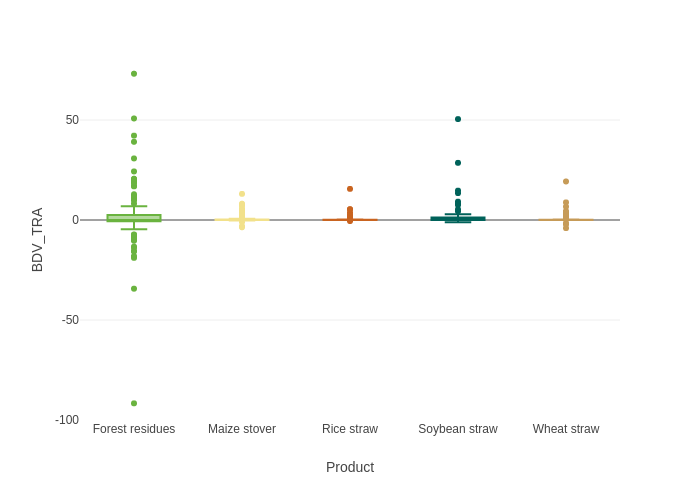 50
0
-50
-100
BDV_TRA
Forest residues
Maize stover
Rice straw
Soybean straw
Wheat straw
Product